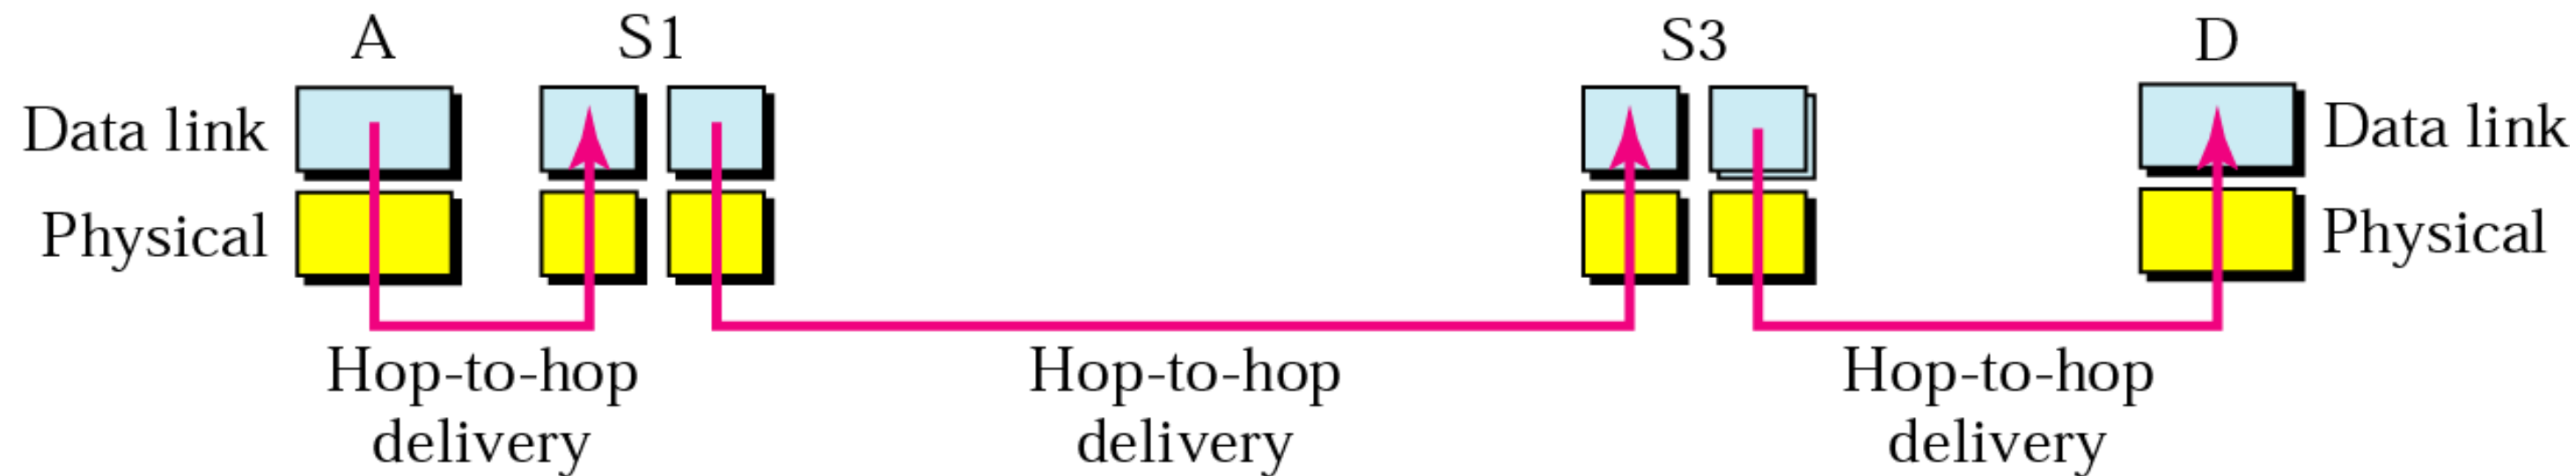 A S1 S3 D
Data link Data link
Physical Physical
Hop-to-hop Hop-to-hop Hop-to-hop
delivery delivery delivery